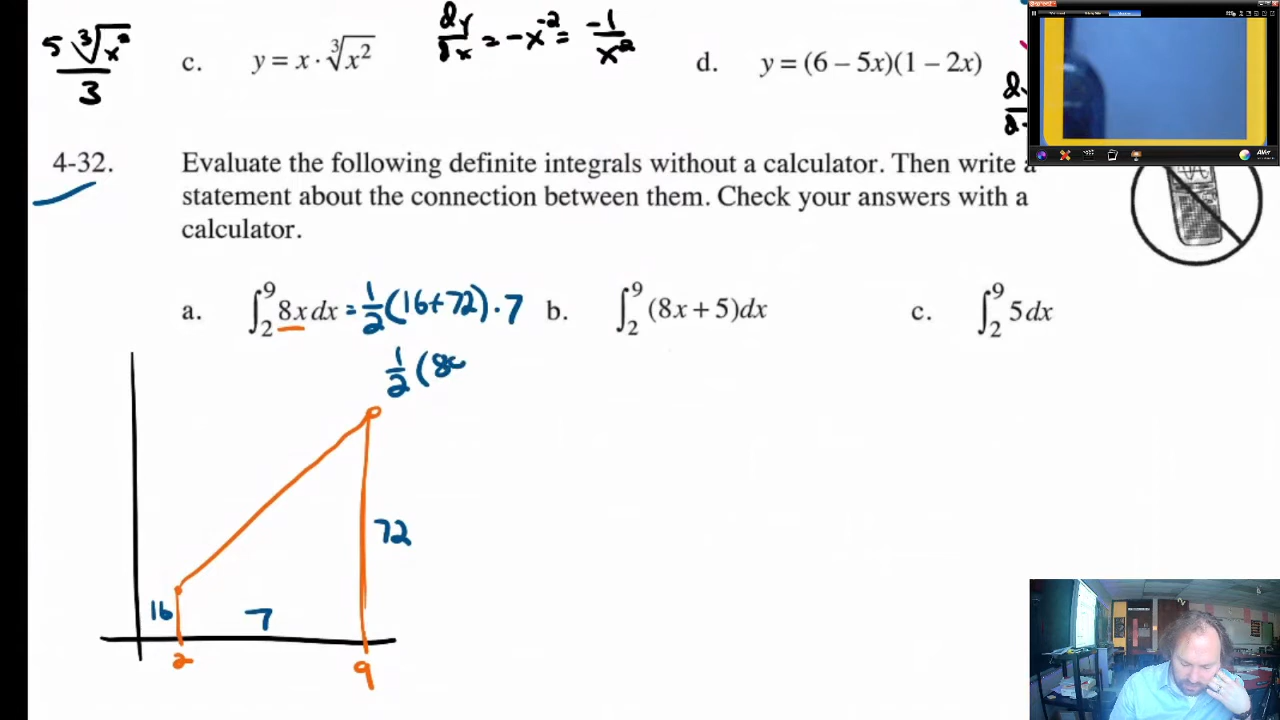 5∛x² / 3
c. y = x · ∛x²
dy/dx = -x⁻² = -1/x²
d. y = (6 – 5x)(1 – 2x)
4-32. Evaluate the following definite integrals without a calculator. Then write a
statement about the connection between them. Check your answers with a
calculator.
a. ∫₂⁹ 8x dx = 1/2 (16+72) · 7
b. ∫₂⁹ (8x + 5)dx
c. ∫₂⁹ 5 dx
1/2 (8
72
16
7
2
9